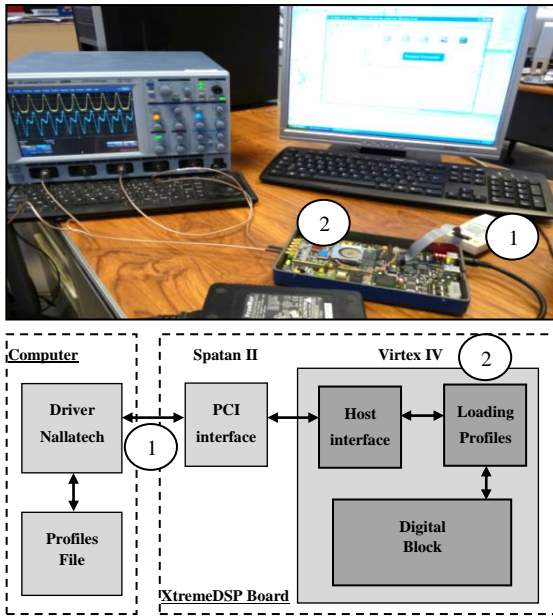 2
1
Computer
Spatan II
Virtex IV
2
Driver
Nallatech
1
PCI
interface
Host
interface
Loading
Profiles
Profiles
File
Digital
Block
XtremeDSP Board